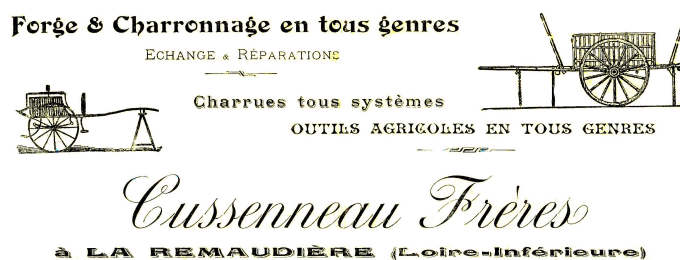 Forge & Charronnage en tous genres
ECHANGE & RÉPARATIONS
Charrues tous systèmes
OUTILS AGRICOLES EN TOUS GENRES
Cussenneau Frères
à LA REMAUDIÈRE (Loire-Inférieure)